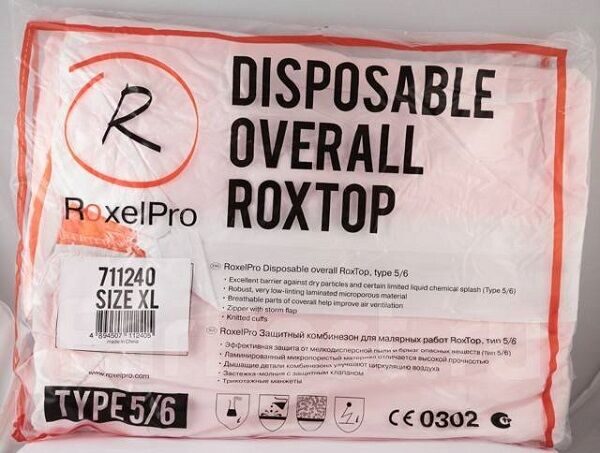 R
RoxelPro
DISPOSABLE
OVERALL
ROXTOP
711240
SIZE XL
4 894507 112405
made in China
www.roxelpro.com
TYPE 5/6
RoxelPro Disposable overall RoxTop, type 5/6
• Excellent barrier against dry particles and certain limited liquid chemical splash (Type 5/6)
• Robust, very low-linting laminated microporous material
• Breathable parts of coverall help improve air ventilation
• Zipper with storm flap
• Knitted cuffs
RoxelPro Защитный комбинезон для малярных работ RoxTop, тип 5/6
• Эффективная защита от мелкодисперсной пыли и брызг опасных веществ (тип 5/6)
• Ламинированный микропористый материал отличается высокой прочностью
• Дышащие детали комбинезона улучшают циркуляцию воздуха
• Застежка-молния с защитным клапаном
• Трикотажные манжеты
CE 0302